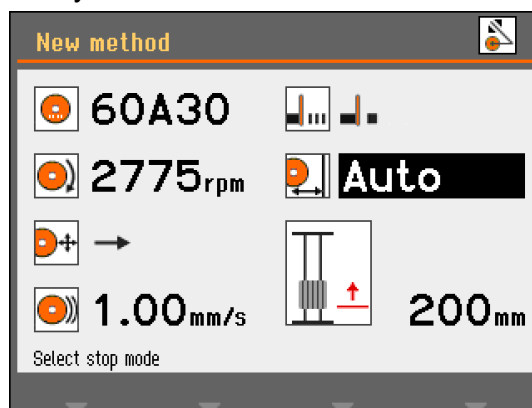 New method
60A30
2775rpm
Auto
1.00mm/s
200mm
Select stop mode